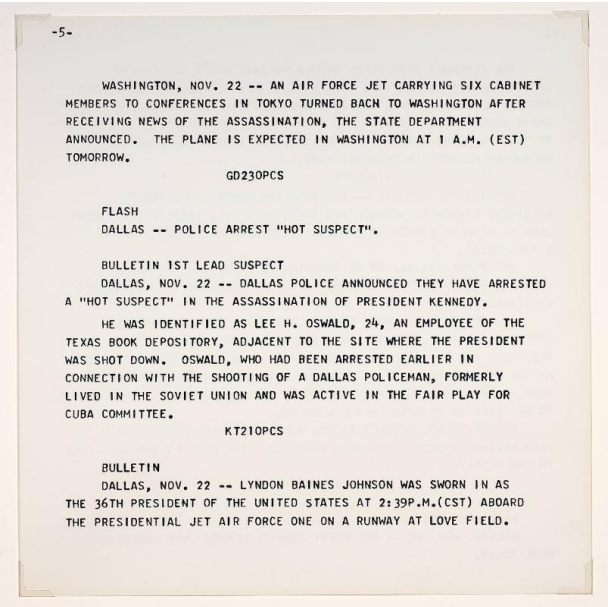 -5-
WASHINGTON, NOV. 22 -- AN AIR FORCE JET CARRYING SIX CABINET
MEMBERS TO CONFERENCES IN TOKYO TURNED BACH TO WASHINGTON AFTER
RECEIVING NEWS OF THE ASSASSINATION, THE STATE DEPARTMENT
ANNOUNCED. THE PLANE IS EXPECTED IN WASHINGTON AT 1 A.M. (EST)
TOMORROW.
GD230PCS
FLASH
DALLAS -- POLICE ARREST "HOT SUSPECT".
BULLETIN 1ST LEAD SUSPECT
DALLAS, NOV. 22 -- DALLAS POLICE ANNOUNCED THEY HAVE ARRESTED
A "HOT SUSPECT" IN THE ASSASSINATION OF PRESIDENT KENNEDY.
HE WAS IDENTIFIED AS LEE H. OSWALD, 24, AN EMPLOYEE OF THE
TEXAS BOOK DEPOSITORY, ADJACENT TO THE SITE WHERE THE PRESIDENT
WAS SHOT DOWN. OSWALD, WHO HAD BEEN ARRESTED EARLIER IN
CONNECTION WITH THE SHOOTING OF A DALLAS POLICEMAN, FORMERLY
LIVED IN THE SOVIET UNION AND WAS ACTIVE IN THE FAIR PLAY FOR
CUBA COMMITTEE.
KT210PCS
BULLETIN
DALLAS, NOV. 22 -- LYNDON BAINES JOHNSON WAS SWORN IN AS
THE 36TH PRESIDENT OF THE UNITED STATES AT 2:39P.M.(CST) ABOARD
THE PRESIDENTIAL JET AIR FORCE ONE ON A RUNWAY AT LOVE FIELD.